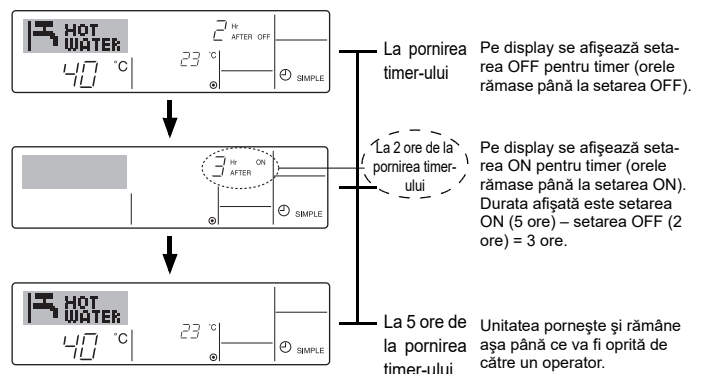 HOT
WATER
40 °C
2 Hr
AFTER OFF
23 °C
SIMPLE
La pornirea
timer-ului
Pe display se afişează seta-
rea OFF pentru timer (orele
rămase până la setarea OFF).
3 Hr ON
AFTER
SIMPLE
La 2 ore de la
pornirea timer-
ului
Pe display se afişează seta-
rea ON pentru timer (orele
rămase până la setarea ON).
Durata afişată este setarea
ON (5 ore) – setarea OFF (2
ore) = 3 ore.
HOT
WATER
40 °C
23 °C
SIMPLE
La 5 ore de
la pornirea
timer-ului
Unitatea porneşte şi rămâne
aşa până ce va fi oprită de
către un operator.